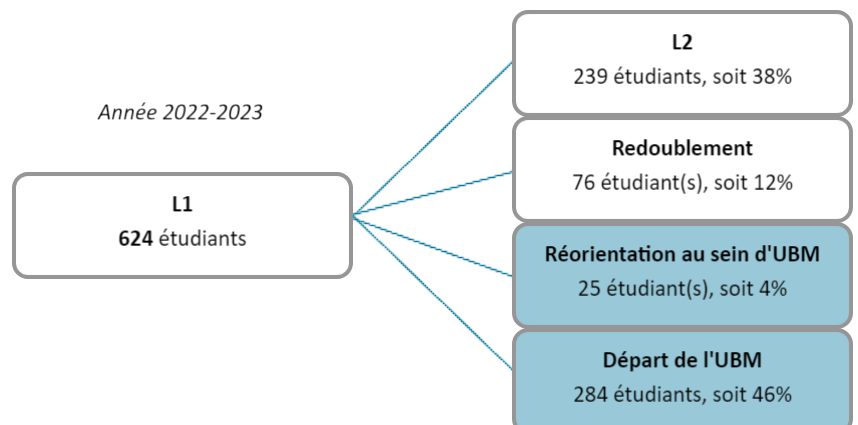 Année 2022-2023
L1
624 étudiants
L2
239 étudiants, soit 38%
Redoublement
76 étudiant(s), soit 12%
Réorientation au sein d'UBM
25 étudiant(s), soit 4%
Départ de l'UBM
284 étudiants, soit 46%